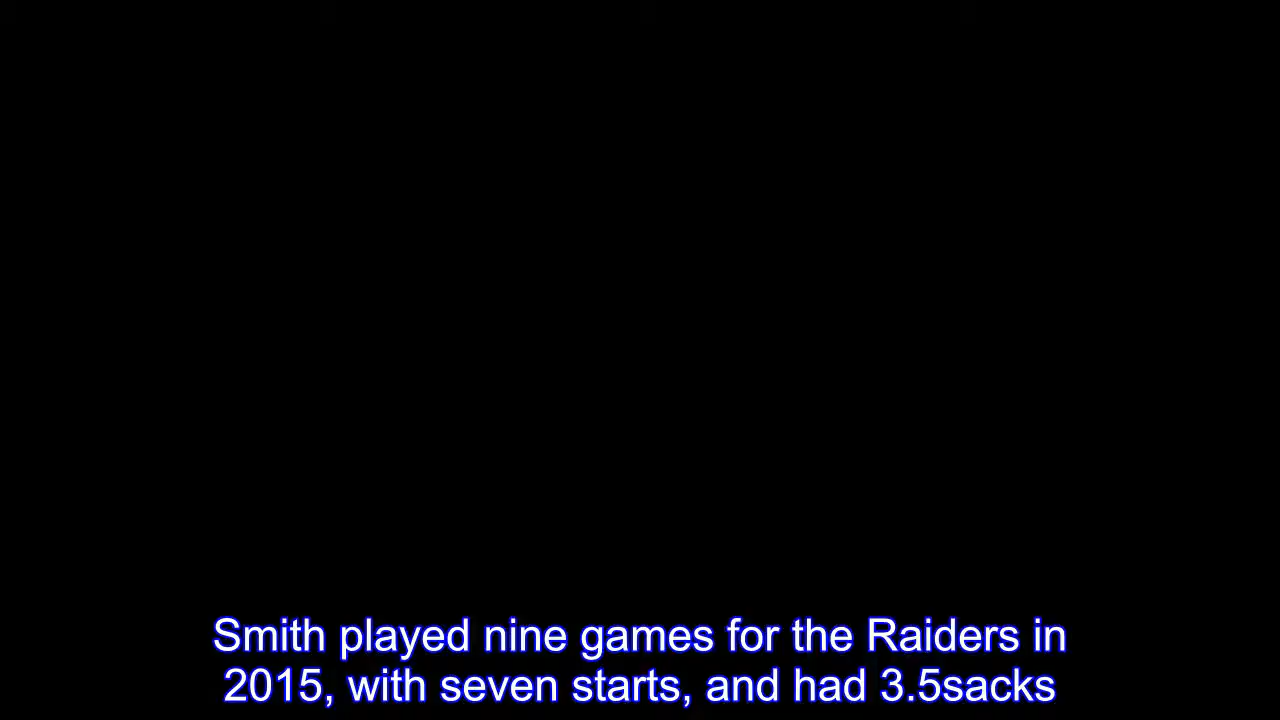 Smith played nine games for the Raiders in
2015, with seven starts, and had 3.5sacks